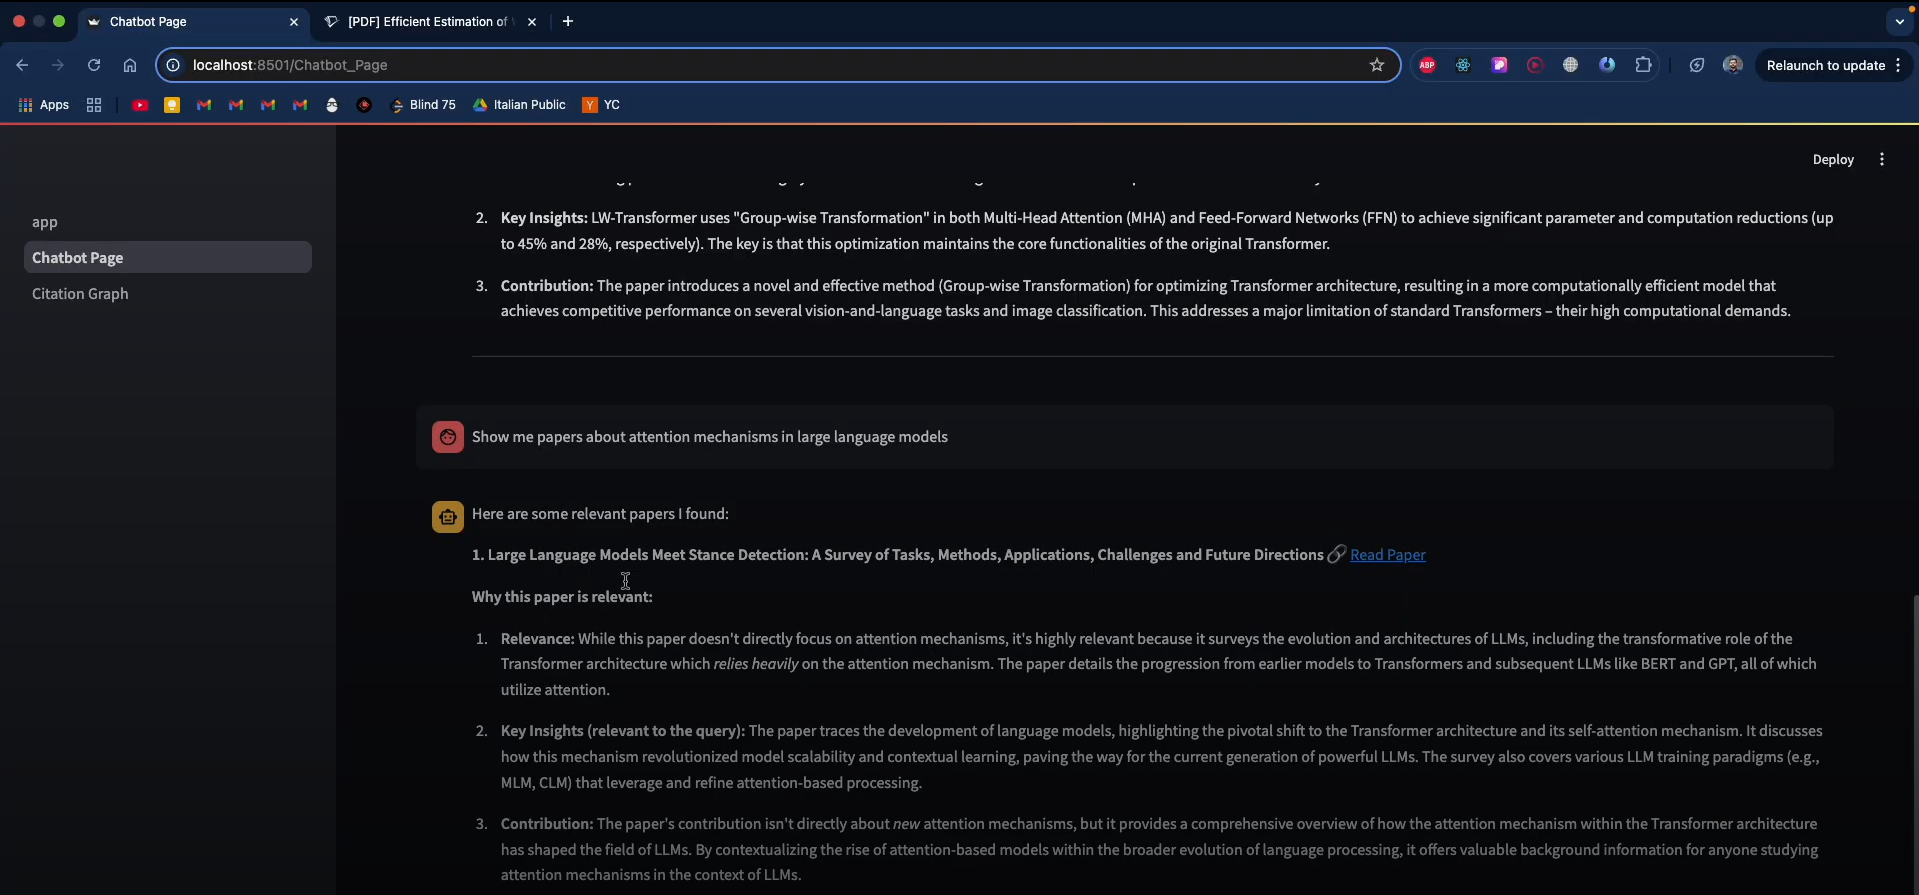 Chatbot Page
[PDF] Efficient Estimation of
localhost:8501/Chatbot_Page
ABP
Relaunch to update
Apps
Blind 75
Italian Public
Y YC
Deploy
app
Chatbot Page
Citation Graph
2. Key Insights: LW-Transformer uses "Group-wise Transformation" in both Multi-Head Attention (MHA) and Feed-Forward Networks (FFN) to achieve significant parameter and computation reductions (up
to 45% and 28%, respectively). The key is that this optimization maintains the core functionalities of the original Transformer.
3. Contribution: The paper introduces a novel and effective method (Group-wise Transformation) for optimizing Transformer architecture, resulting in a more computationally efficient model that
achieves competitive performance on several vision-and-language tasks and image classification. This addresses a major limitation of standard Transformers – their high computational demands.
Show me papers about attention mechanisms in large language models
Here are some relevant papers I found:
1. Large Language Models Meet Stance Detection: A Survey of Tasks, Methods, Applications, Challenges and Future Directions 🔗 Read Paper
Why this paper is relevant:
1. Relevance: While this paper doesn't directly focus on attention mechanisms, it's highly relevant because it surveys the evolution and architectures of LLMs, including the transformative role of the
Transformer architecture which relies heavily on the attention mechanism. The paper details the progression from earlier models to Transformers and subsequent LLMs like BERT and GPT, all of which
utilize attention.
2. Key Insights (relevant to the query): The paper traces the development of language models, highlighting the pivotal shift to the Transformer architecture and its self-attention mechanism. It discusses
how this mechanism revolutionized model scalability and contextual learning, paving the way for the current generation of powerful LLMs. The survey also covers various LLM training paradigms (e.g.,
MLM, CLM) that leverage and refine attention-based processing.
3. Contribution: The paper's contribution isn't directly about new attention mechanisms, but it provides a comprehensive overview of how the attention mechanism within the Transformer architecture
has shaped the field of LLMs. By contextualizing the rise of attention-based models within the broader evolution of language processing, it offers valuable background information for anyone studying
attention mechanisms in the context of LLMs.